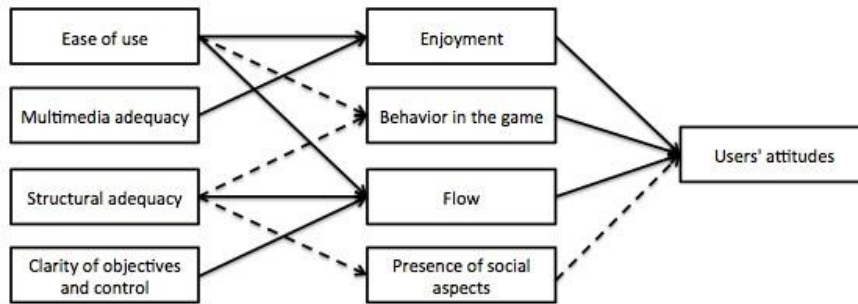 Ease of use
Multimedia adequacy
Structural adequacy
Clarity of objectives
and control
Enjoyment
Behavior in the game
Flow
Presence of social
aspects
Users' attitudes